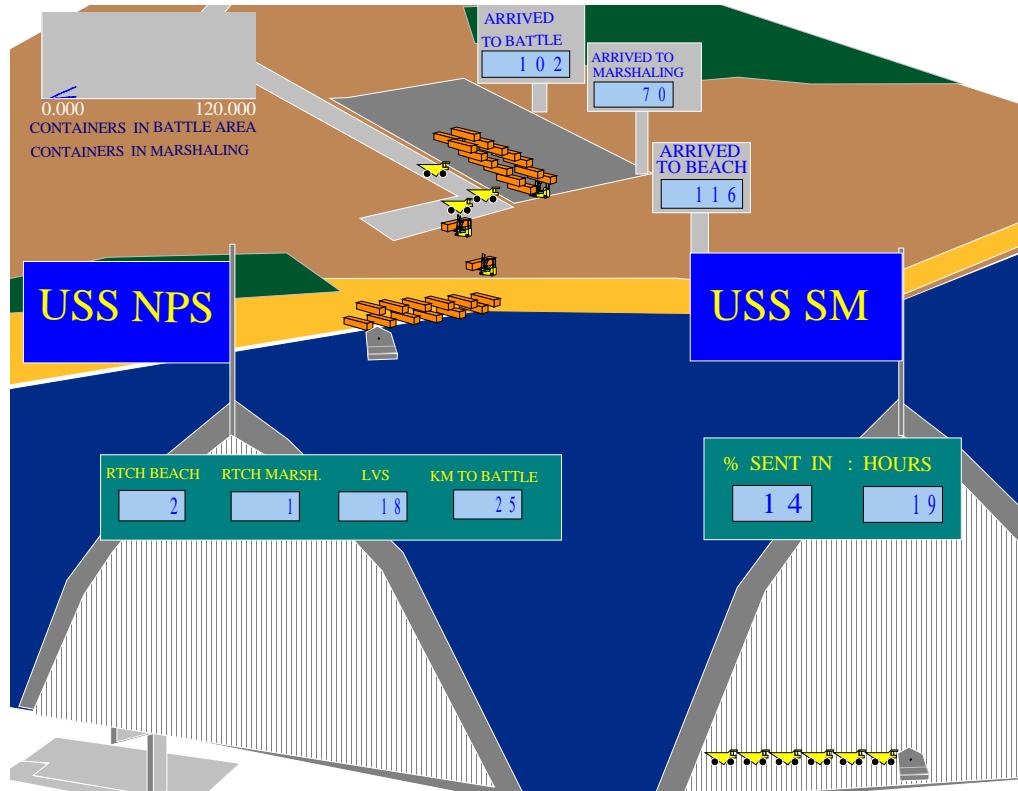 ARRIVED
TO BATTLE
1 0 2
ARRIVED TO
MARSHALING
7 0
0.000 120.000
CONTAINERS IN BATTLE AREA
CONTAINERS IN MARSHALING
ARRIVED
TO BEACH
1 1 6
USS NPS
USS SM
RTCH BEACH RTCH MARSH. LVS KM TO BATTLE
2 1 1 8 2 5
% SENT IN : HOURS
1 4 1 9